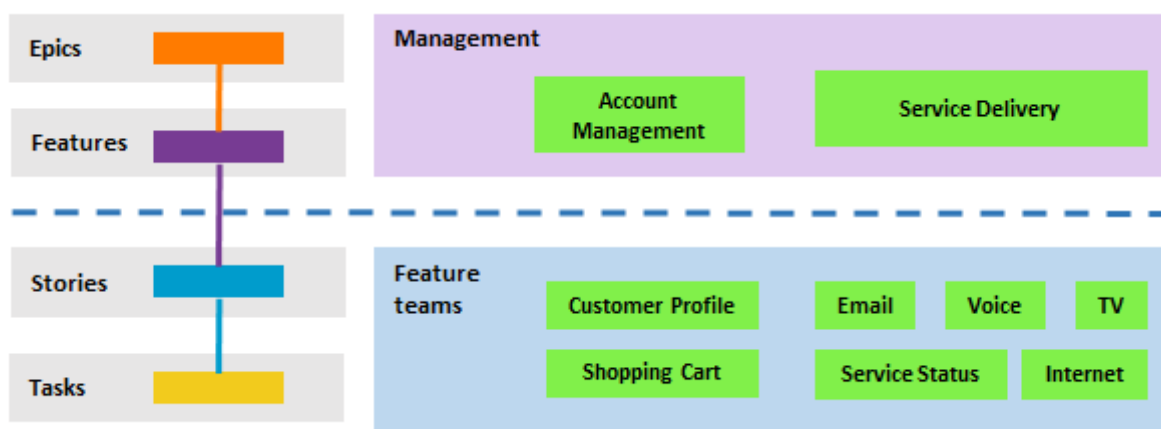 Epics
Features
Stories
Tasks
Management
Account
Management
Service Delivery
Feature
teams
Customer Profile
Email
Voice
TV
Shopping Cart
Service Status
Internet